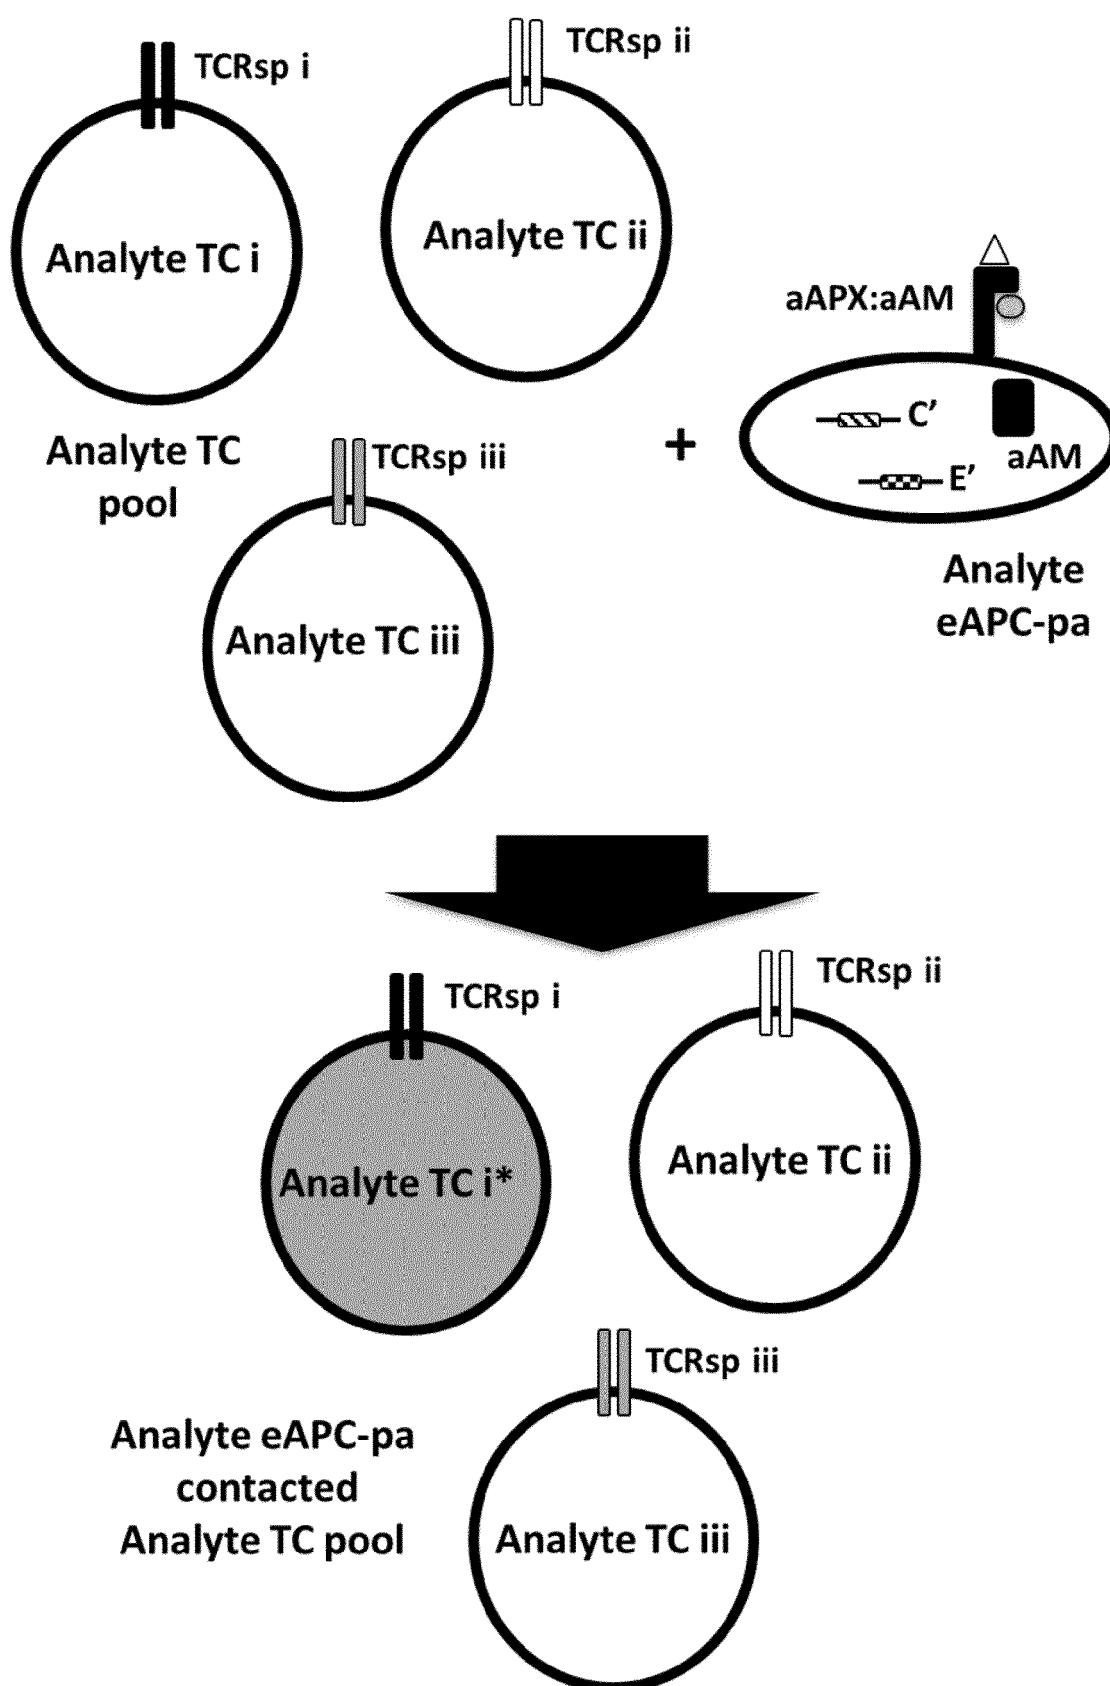 TCRsp i
TCRsp ii
Analyte TC i
Analyte TC ii
aAPX:aAM
C’
aAM
E’
+
Analyte TC
pool
TCRsp iii
Analyte
eAPC-pa
Analyte TC iii
TCRsp i
TCRsp ii
Analyte TC i*
Analyte TC ii
TCRsp iii
Analyte eAPC-pa
contacted
Analyte TC pool
Analyte TC iii